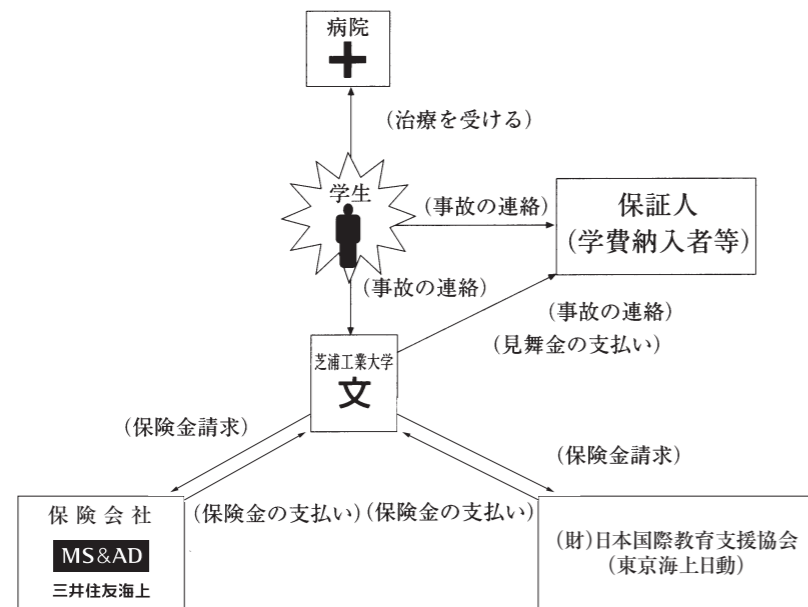 病院
(治療を受ける)
学生
(事故の連絡)
保証人
(学費納入者等)
(事故の連絡)
(事故の連絡)
(見舞金の支払い)
芝浦工業大学
文
(保険金請求)
(保険金請求)
保険会社
MS&AD
三井住友海上
(保険金の支払い)(保険金の支払い)
(財)日本国際教育支援協会
(東京海上日動)